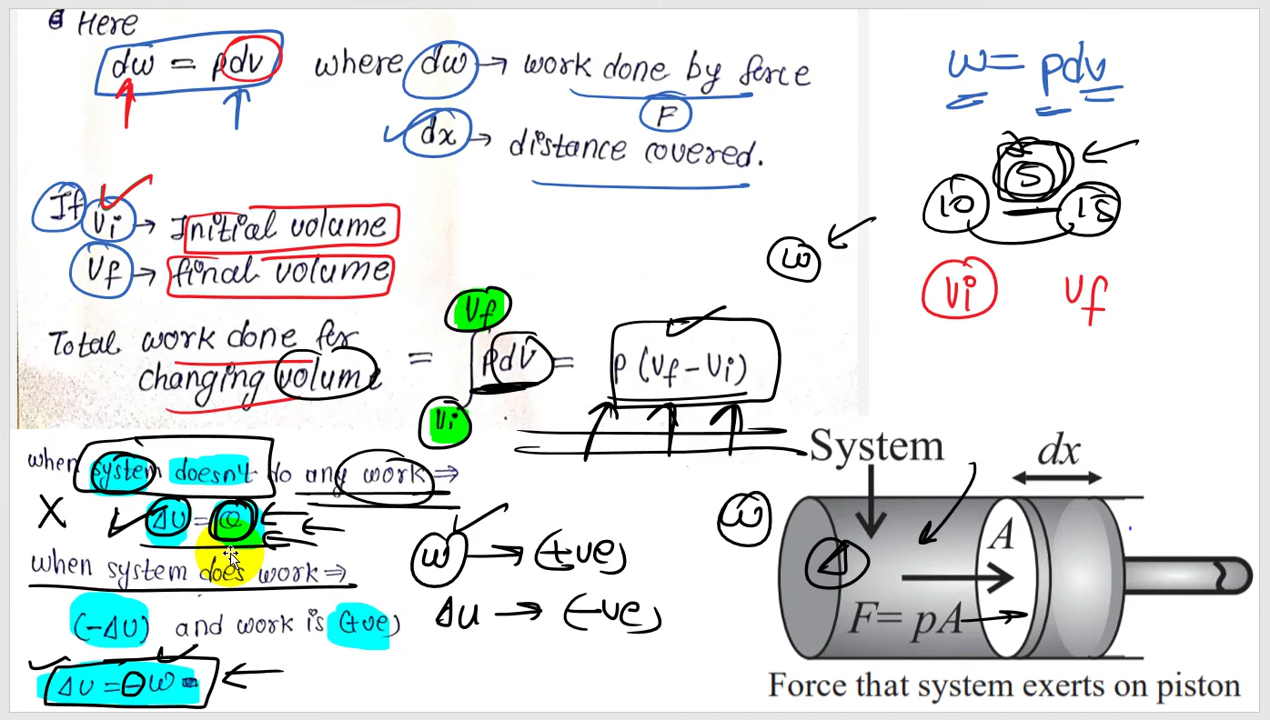 Here
dw = pdv where dw → work done by force
F
dx → distance covered.
w = pdv
5
10 15
If Vi → Initial volume
Vf → final volume
Vi Vf
w
Total work done for
changing volume = ∫ Vf Vi pdv = p (Vf - Vi)
when system doesn't do any work ⇒
X ΔU = Q
when system does work ⇒
(-ΔU) and work is (+ve)
ΔU = -W
w → (+ve)
ΔU → (-ve)
w
System
dx
A
F= pA
Force that system exerts on piston